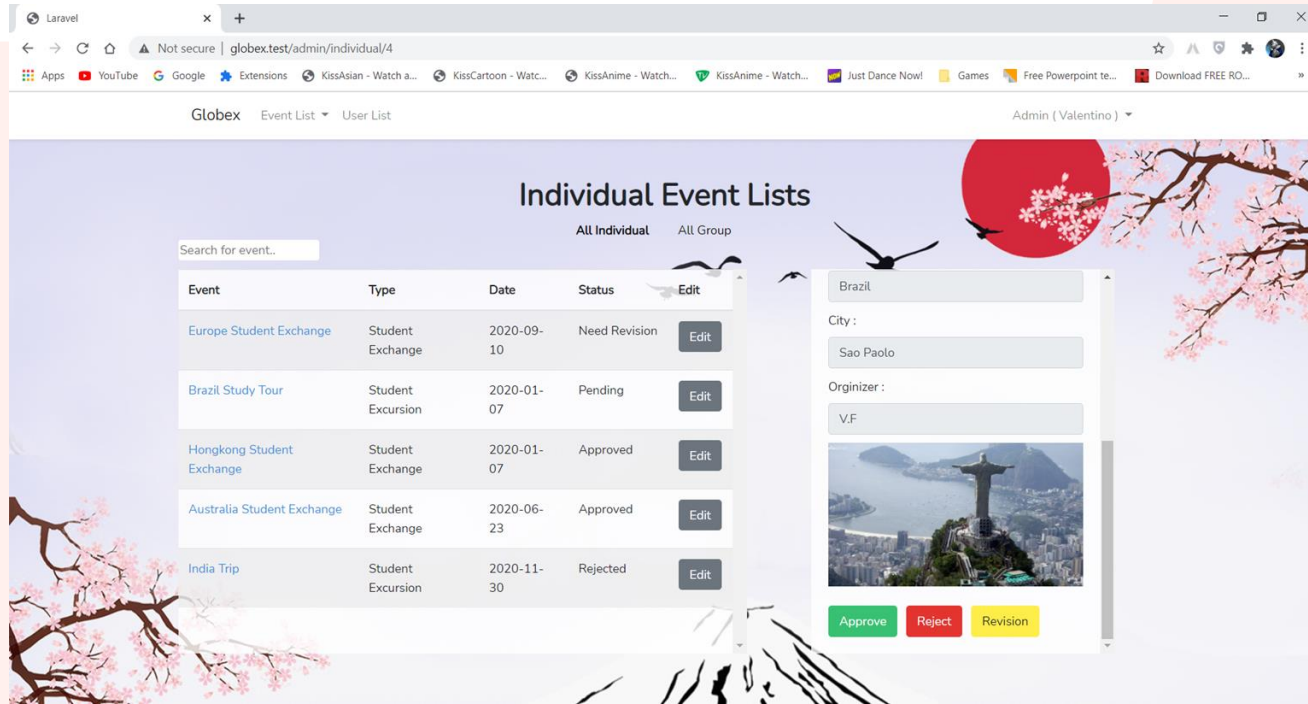 Laravel
Not secure | globex.test/admin/individual/4
Apps YouTube Google Extensions KissAsian - Watch a... KissCartoon - Watc... KissAnime - Watch... KissAnime - Watch... Just Dance Now! Games Free Powerpoint te... Download FREE RO...
Globex Event List User List Admin ( Valentino )
Individual Event Lists
All Individual All Group
Search for event..
Event Type Date Status Edit
Europe Student Exchange Student Need Revision Edit
Exchange 2020-09-
10
Brazil Study Tour Student 2020-01- Pending Edit
Excursion 07
Hongkong Student Student 2020-01- Approved Edit
Exchange Exchange 07
Australia Student Exchange Student 2020-06- Approved Edit
Exchange 23
India Trip Student 2020-11- Rejected Edit
Excursion 30
Brazil
City :
Sao Paolo
Orginizer :
V.F
Approve Reject Revision